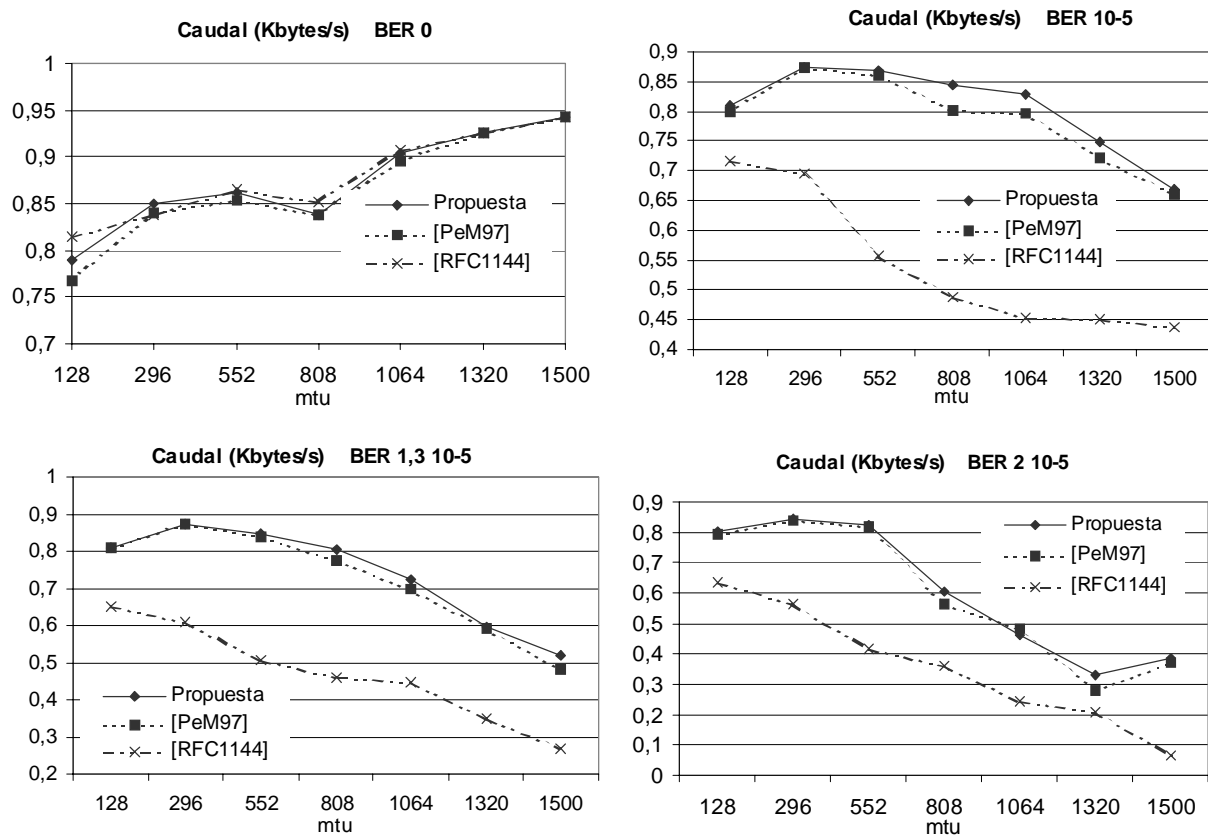 Caudal (Kbytes/s) BER 0
1
0,95
0,9
0,85
0,8
0,75
0,7
Propuesta
[PeM97]
[RFC1144]
128 296 552 808 1064 1320 1500
mtu
Caudal (Kbytes/s) BER 10-5
0,9
0,85
0,8
0,75
0,7
0,65
0,6
0,55
0,5
0,45
0,4
Propuesta
[PeM97]
[RFC1144]
128 296 552 808 1064 1320 1500
mtu
Caudal (Kbytes/s) BER 1,3 10-5
1
0,9
0,8
0,7
0,6
0,5
0,4
0,3
0,2
Propuesta
[PeM97]
[RFC1144]
128 296 552 808 1064 1320 1500
mtu
Caudal (Kbytes/s) BER 2 10-5
0,9
0,8
0,7
0,6
0,5
0,4
0,3
0,2
0,1
0
Propuesta
[PeM97]
[RFC1144]
128 296 552 808 1064 1320 1500
mtu